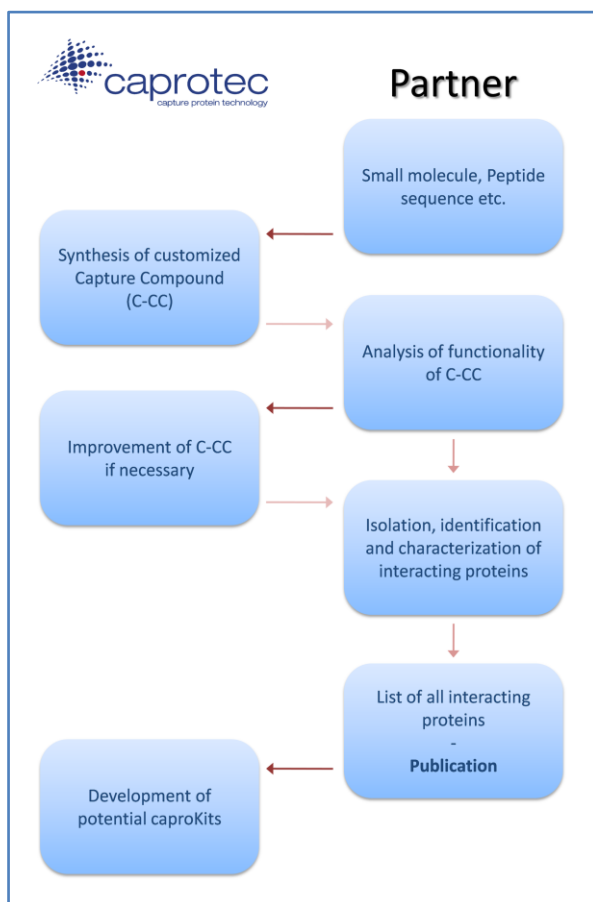 caprotec
capture protein technology
Partner
Small molecule, Peptide
sequence etc.
Synthesis of customized
Capture Compound
(C-CC)
Analysis of functionality
of C-CC
Improvement of C-CC
if necessary
Isolation, identification
and characterization of
interacting proteins
List of all interacting
proteins
-
Publication
Development of
potential caproKits